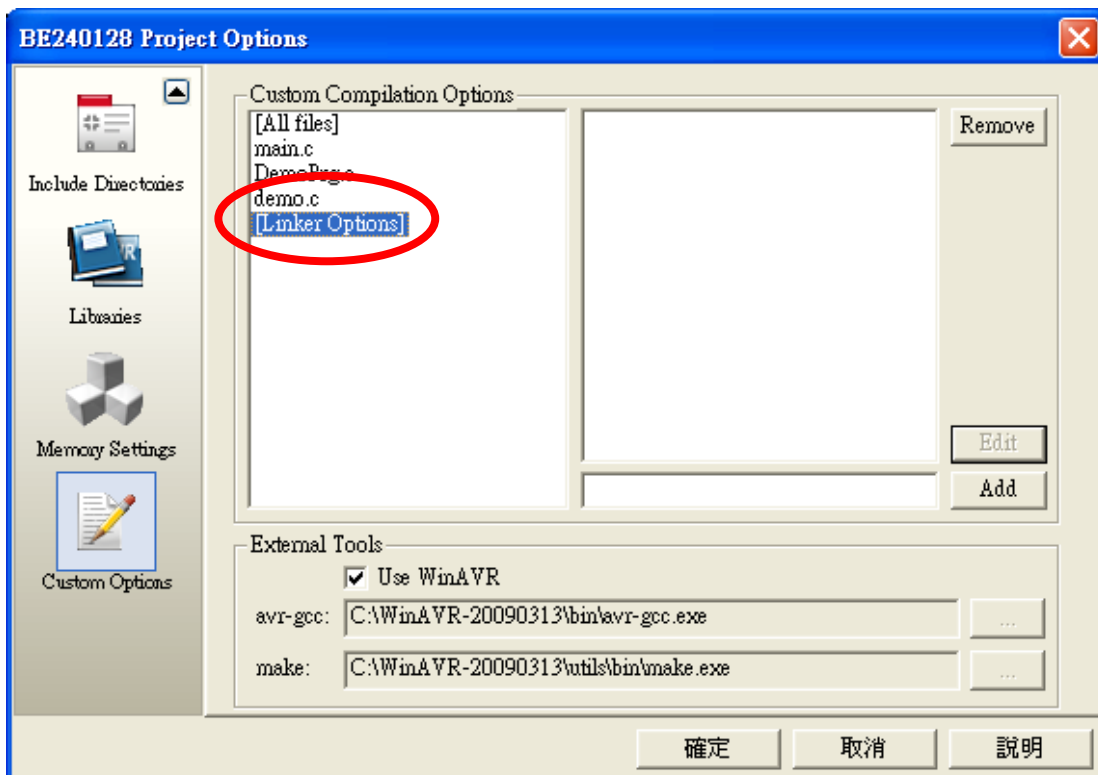 BE240128 Project Options
Include Directories
Libraries
Memory Settings
Custom Options
Custom Compilation Options
[All files]
main.c
DemoPrg.c
demo.c
[Linker Options]
Remove
Edit
Add
External Tools
Use WinAVR
avr-gcc: C:\WinAVR-20090313\bin\avr-gcc.exe ...
make: C:\WinAVR-20090313\utils\bin\make.exe ...
確定 取消 說明